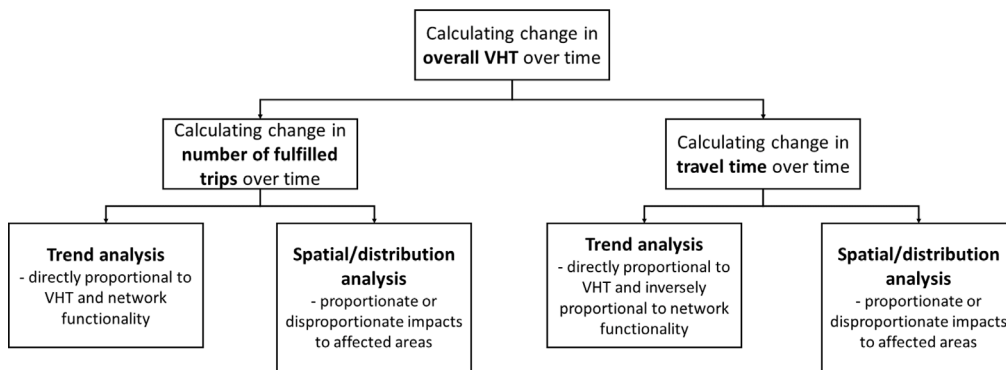 Calculating change in
overall VHT over time
Calculating change in
number of fulfilled
trips over time
Calculating change in
travel time over time
Trend analysis
- directly proportional to
VHT and network
functionality
Spatial/distribution
analysis
- proportionate or
disproportionate impacts
to affected areas
Trend analysis
- directly proportional to
VHT and inversely
proportional to network
functionality
Spatial/distribution
analysis
- proportionate or
disproportionate impacts
to affected areas